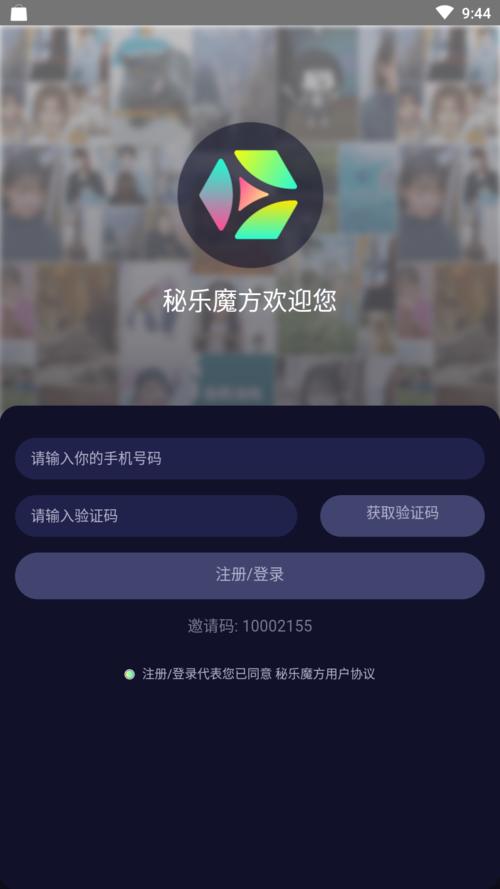 9:44
秘乐魔方欢迎您
请输入你的手机号码
请输入验证码
获取验证码
注册/登录
邀请码: 10002155
注册/登录代表您已同意 秘乐魔方用户协议